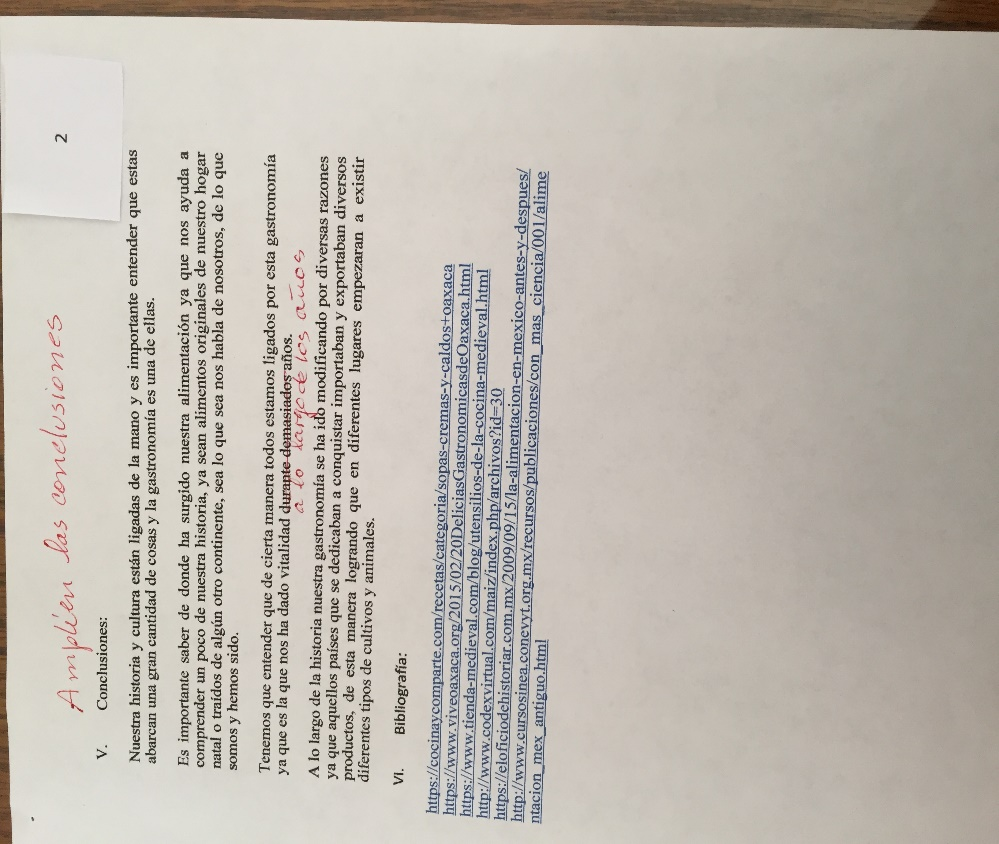 2
Amplíen las conclusiones
V. Conclusiones:
Nuestra historia y cultura están ligadas de la mano y es importante entender que estas
abarcan una gran cantidad de cosas y la gastronomía es una de ellas.
Es importante saber de donde ha surgido nuestra alimentación ya que nos ayuda a
comprender un poco de nuestra historia, ya sean alimentos originales de nuestro hogar
natal o traídos de algún otro continente, sea lo que sea nos habla de nosotros, de lo que
somos y hemos sido.
Tenemos que entender que de cierta manera todos estamos ligados por esta gastronomía
ya que es la que nos ha dado vitalidad durante demasiados años.
a lo largo de los años
A lo largo de la historia nuestra gastronomía se ha ido modificando por diversas razones
ya que aquellos países que se dedicaban a conquistar importaban y exportaban diversos
productos, de esta manera logrando que en diferentes lugares empezaran a existir
diferentes tipos de cultivos y animales.
VI. Bibliografía:
https://cocinaycomparte.com/recetas/categoria/sopas-cremas-y-caldos+oaxaca
https://www.viveoaxaca.org/2015/02/20DeliciasGastronomicasdeOaxaca.html
https://www.tienda-medieval.com/blog/utensilios-de-la-cocina-medieval.html
http://www.codexvirtual.com/maiz/index.php/archivos?id=30
https://eloficiodehistoriar.com.mx/2009/09/15/la-alimentacion-en-mexico-antes-y-despues/
http://www.cursosinea.conevyt.org.mx/recursos/publicaciones/con_mas_ciencia/001/alime
ntacion_mex_antiguo.html